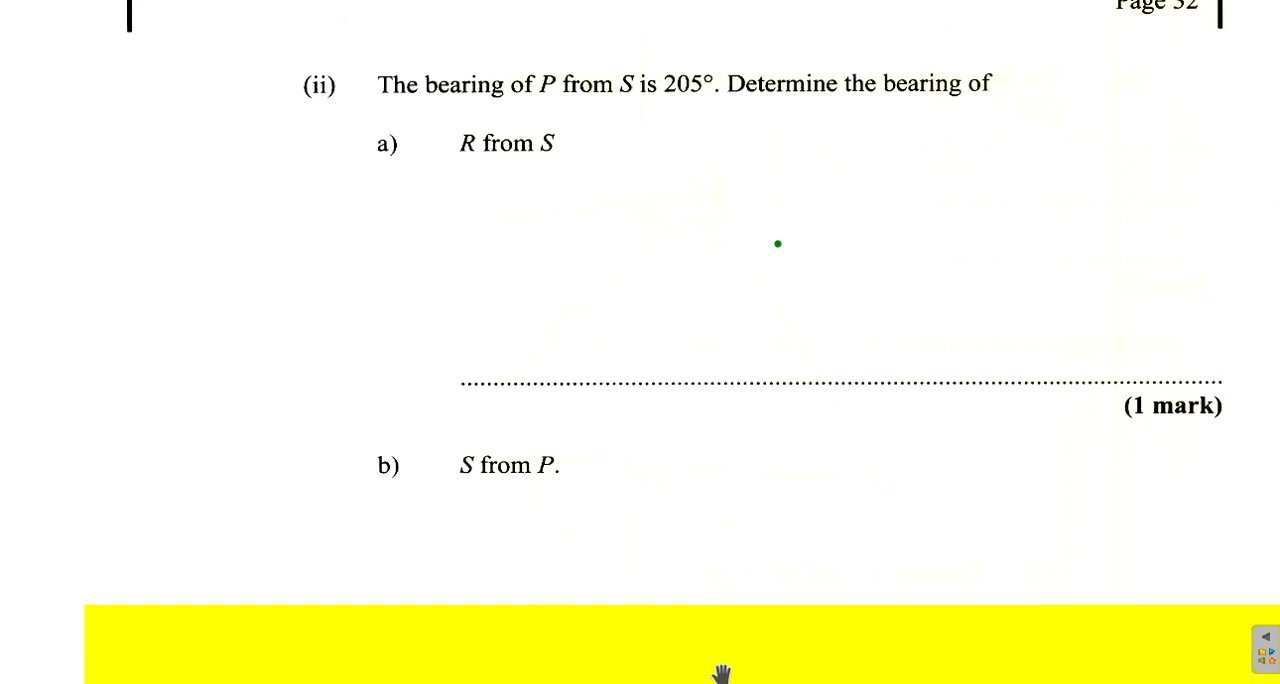 Page 32
(ii) The bearing of P from S is 205°. Determine the bearing of
a) R from S
(1 mark)
b) S from P.